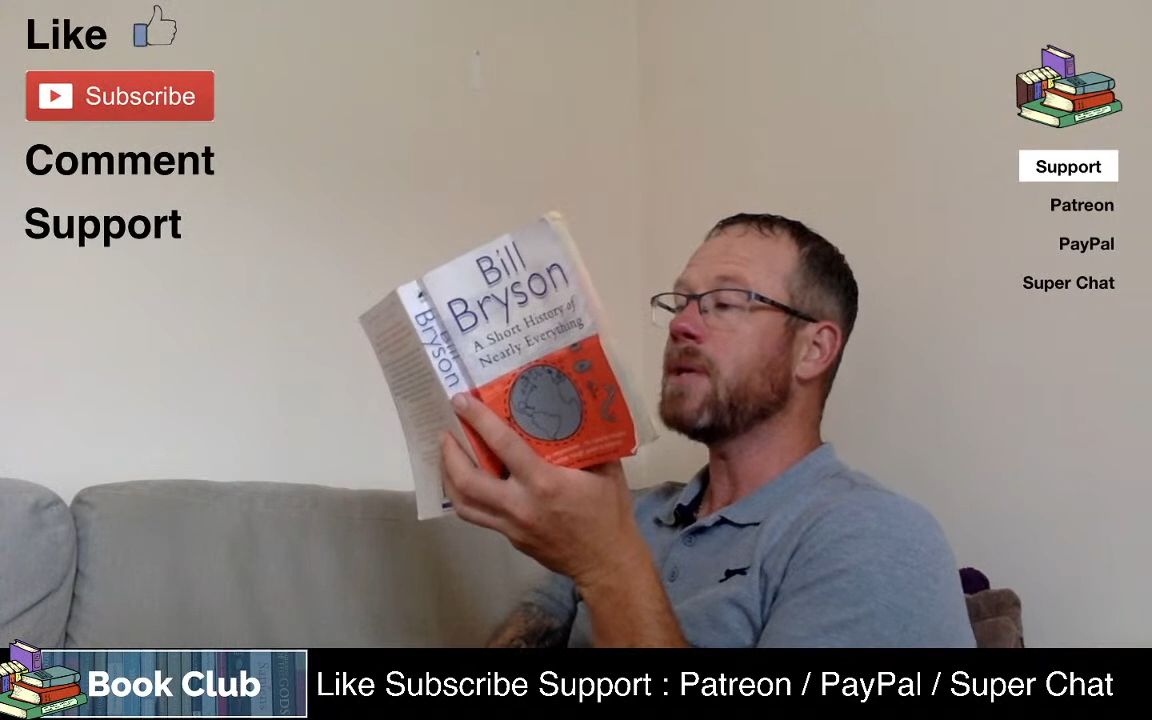 Like
Subscribe
Comment
Support
Support
Patreon
PayPal
Super Chat
Bill
Bryson
A Short History of
Nearly Everything
Bill
Bryson
Book Club
Like Subscribe Support : Patreon / PayPal / Super Chat